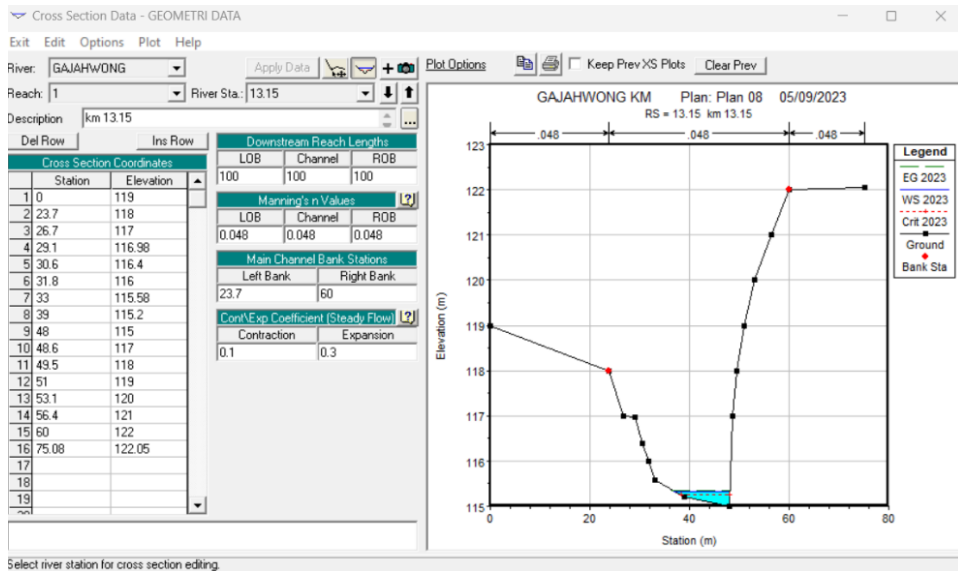 Cross Section Data - GEOMETRI DATA
Exit Edit Options Plot Help
River: GAJAHWONG Apply Data
Reach: 1 River Sta.: 13.15
Description km 13.15 ...
Del Row Ins Row
Cross Section Coordinates
Station Elevation
1 0 119
2 23.7 118
3 26.7 117
4 29.1 116.98
5 30.6 116.4
6 31.8 116
7 33 115.58
8 39 115.2
9 48 115
10 48.6 117
11 49.5 118
12 51 119
13 53.1 120
14 56.4 121
15 60 122
16 75.08 122.05
17
18
19
Downstream Reach Lengths
LOB Channel ROB
100 100 100
Manning's n Values ?
LOB Channel ROB
0.048 0.048 0.048
Main Channel Bank Stations
Left Bank Right Bank
23.7 60
Cont\Exp Coefficient (Steady Flow) ?
Contraction Expansion
0.1 0.3
Select river station for cross section editing.
Plot Options Keep Prev XS Plots Clear Prev
GAJAHWONG KM Plan: Plan 08 05/09/2023
RS = 13.15 km 13.15
.048 .048 .048
123
122
121
120
119
118
117
116
115
Elevation (m)
0 20 40 60 80
Station (m)
Legend
EG 2023
WS 2023
Crit 2023
Ground
Bank Sta